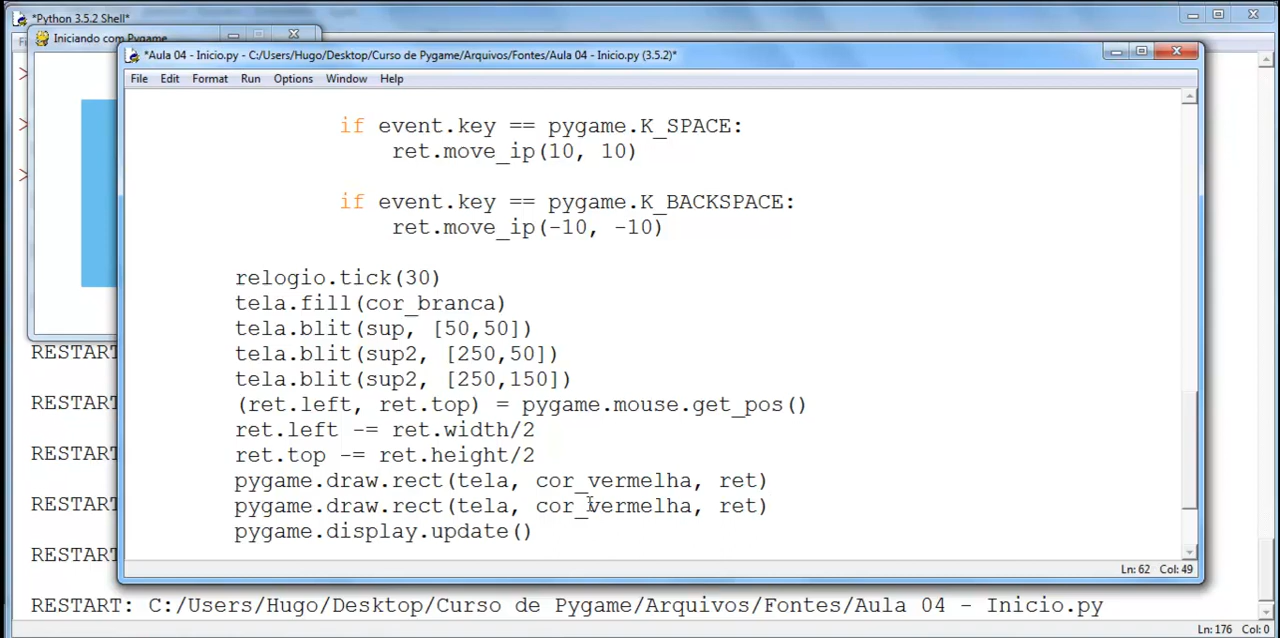 *Python 3.5.2 Shell*
Iniciando com Pygame
*Aula 04 - Inicio.py - C:/Users/Hugo/Desktop/Curso de Pygame/Arquivos/Fontes/Aula 04 - Inicio.py (3.5.2)*
File Edit Format Run Options Window Help
if event.key == pygame.K_SPACE:
ret.move_ip(10, 10)
if event.key == pygame.K_BACKSPACE:
ret.move_ip(-10, -10)
relogio.tick(30)
tela.fill(cor_branca)
tela.blit(sup, [50,50])
tela.blit(sup2, [250,50])
tela.blit(sup2, [250,150])
(ret.left, ret.top) = pygame.mouse.get_pos()
ret.left -= ret.width/2
ret.top -= ret.height/2
pygame.draw.rect(tela, cor_vermelha, ret)
pygame.draw.rect(tela, cor_vermelha, ret)
pygame.display.update()
Ln: 62 Col: 49
RESTART
RESTART
RESTART
RESTART
RESTART
RESTART: C:/Users/Hugo/Desktop/Curso de Pygame/Arquivos/Fontes/Aula 04 - Inicio.py
Ln: 176 Col: 0